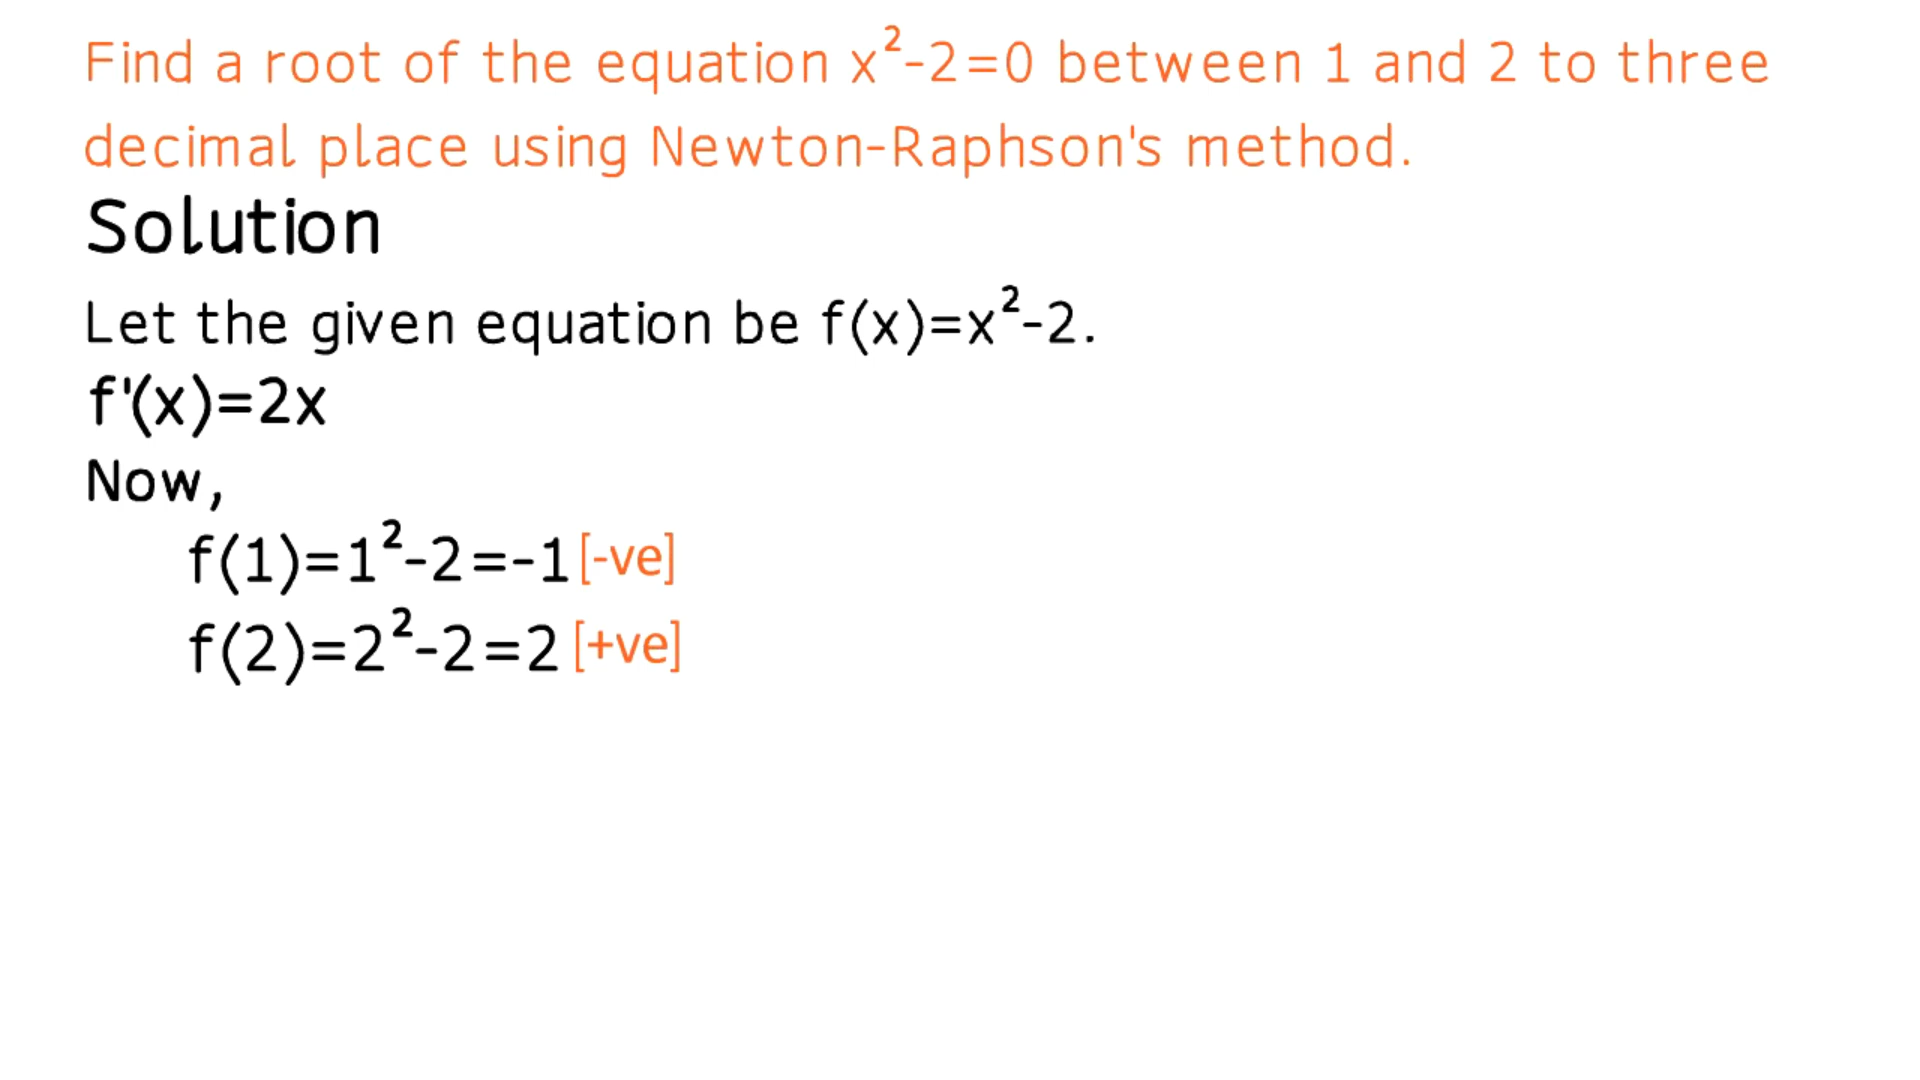 Find a root of the equation x²-2=0 between 1 and 2 to three
decimal place using Newton-Raphson's method.
Solution
Let the given equation be f(x)=x²-2.
f'(x)=2x
Now,
f(1)=1²-2=-1[-ve]
f(2)=2²-2=2[+ve]